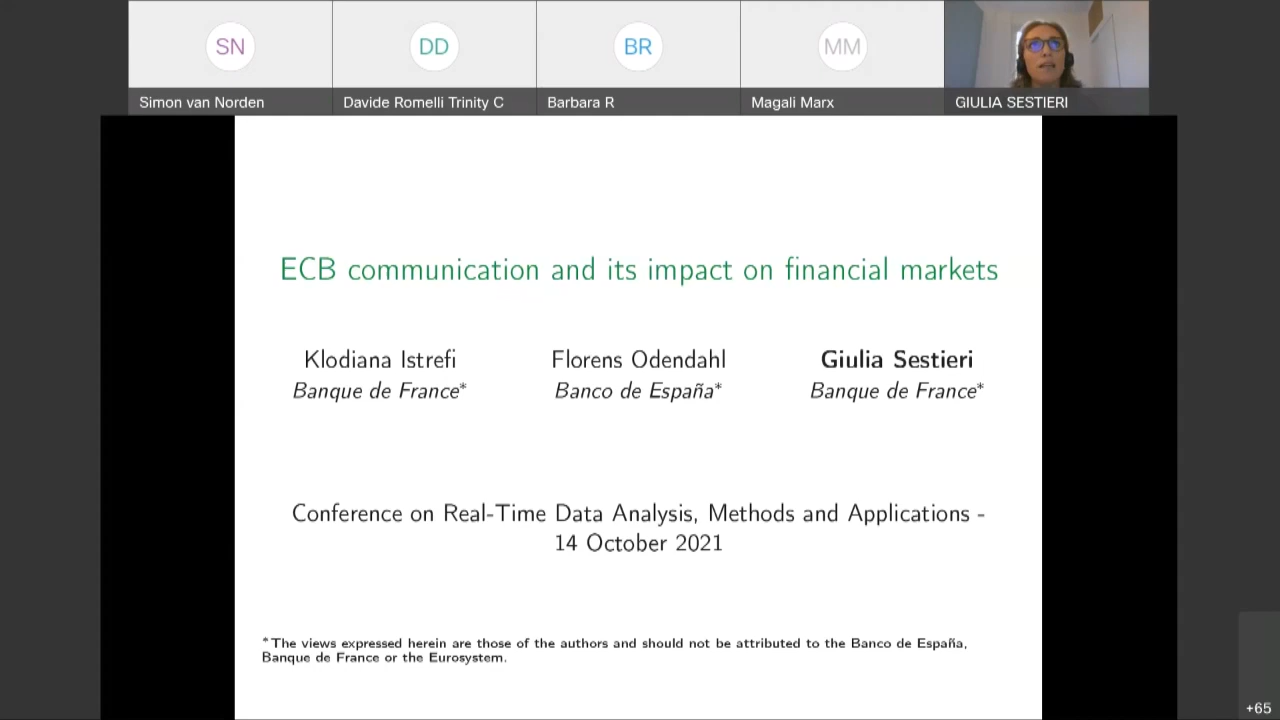 SN
DD
BR
MM
Simon van Norden
Davide Romelli Trinity C
Barbara R
Magali Marx
GIULIA SESTIERI
ECB communication and its impact on financial markets
Klodiana Istrefi
Florens Odendahl
Giulia Sestieri
Banque de France*
Banco de España*
Banque de France*
Conference on Real-Time Data Analysis, Methods and Applications -
14 October 2021
*The views expressed herein are those of the authors and should not be attributed to the Banco de España,
Banque de France or the Eurosystem.
+65